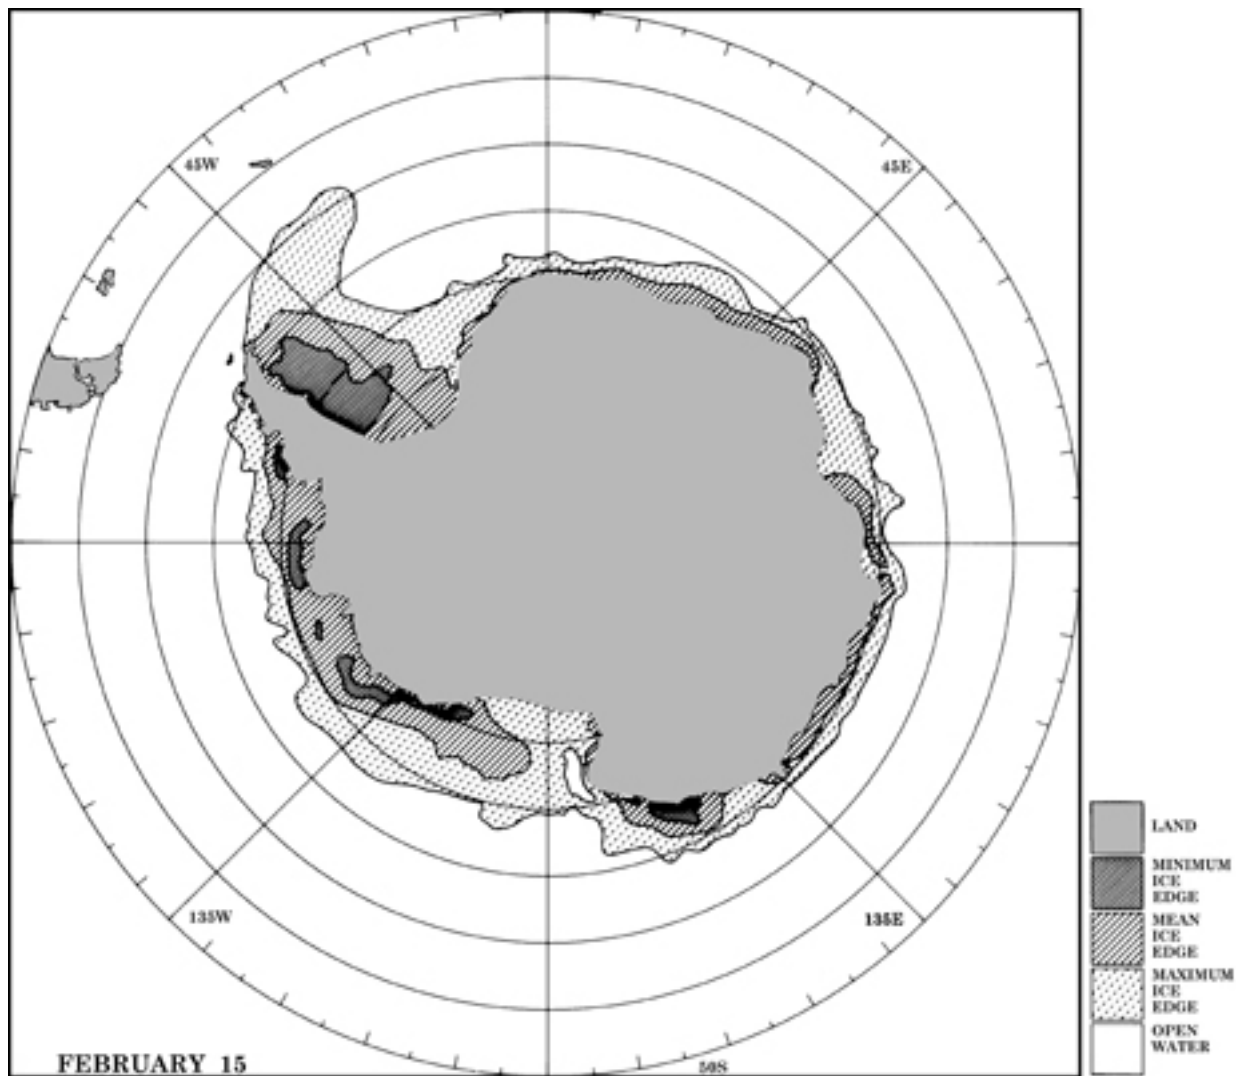 45W
45E
135W
135E
50S
FEBRUARY 15
LAND
MINIMUM
ICE
EDGE
MEAN
ICE
EDGE
MAXIMUM
ICE
EDGE
OPEN
WATER